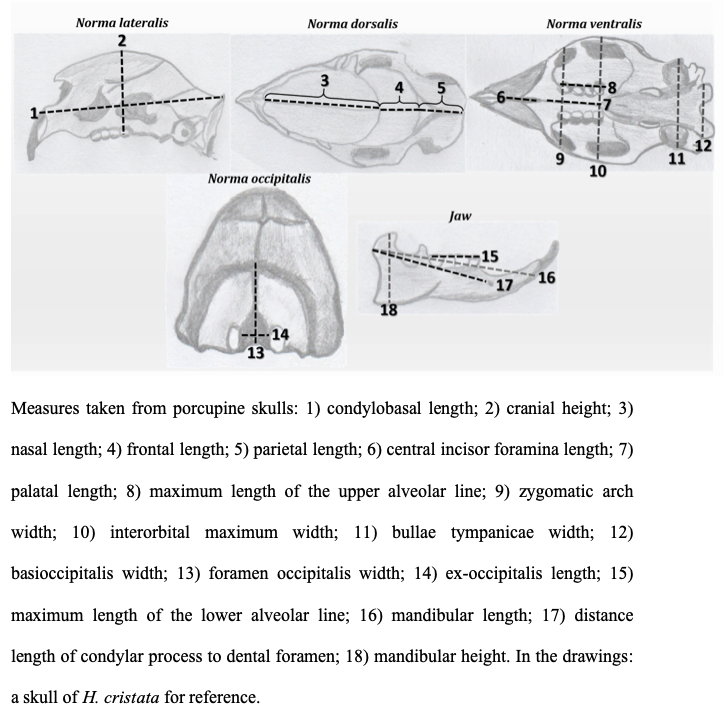 Norma lateralis
Norma dorsalis
Norma ventralis
2
1
3
4
5
6
8
7
9
10
11
12
Norma occipitalis
14
13
Jaw
15
16
17
18
Measures taken from porcupine skulls: 1) condylobasal length; 2) cranial height; 3)
nasal length; 4) frontal length; 5) parietal length; 6) central incisor foramina length; 7)
palatal length; 8) maximum length of the upper alveolar line; 9) zygomatic arch
width; 10) interorbital maximum width; 11) bullae tympanicae width; 12)
basioccipitalis width; 13) foramen occipitalis width; 14) ex-occipitalis length; 15)
maximum length of the lower alveolar line; 16) mandibular length; 17) distance
length of condylar process to dental foramen; 18) mandibular height. In the drawings:
a skull of H. cristata for reference.